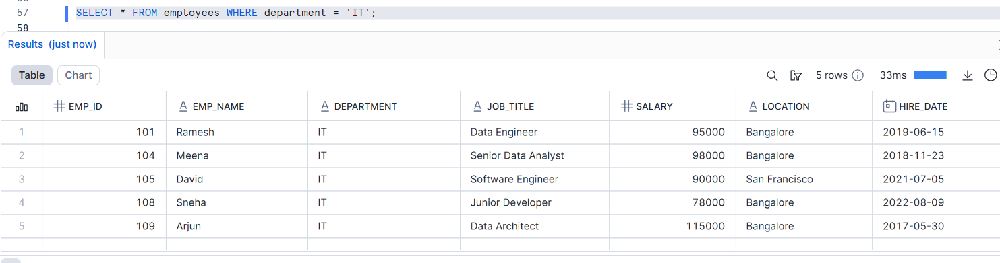 57 SELECT * FROM employees WHERE department = 'IT';
58
Results (just now)
Table Chart 5 rows 33ms
EMP_ID EMP_NAME DEPARTMENT JOB_TITLE SALARY LOCATION HIRE_DATE
1 101 Ramesh IT Data Engineer 95000 Bangalore 2019-06-15
2 104 Meena IT Senior Data Analyst 98000 Bangalore 2018-11-23
3 105 David IT Software Engineer 90000 San Francisco 2021-07-05
4 108 Sneha IT Junior Developer 78000 Bangalore 2022-08-09
5 109 Arjun IT Data Architect 115000 Bangalore 2017-05-30